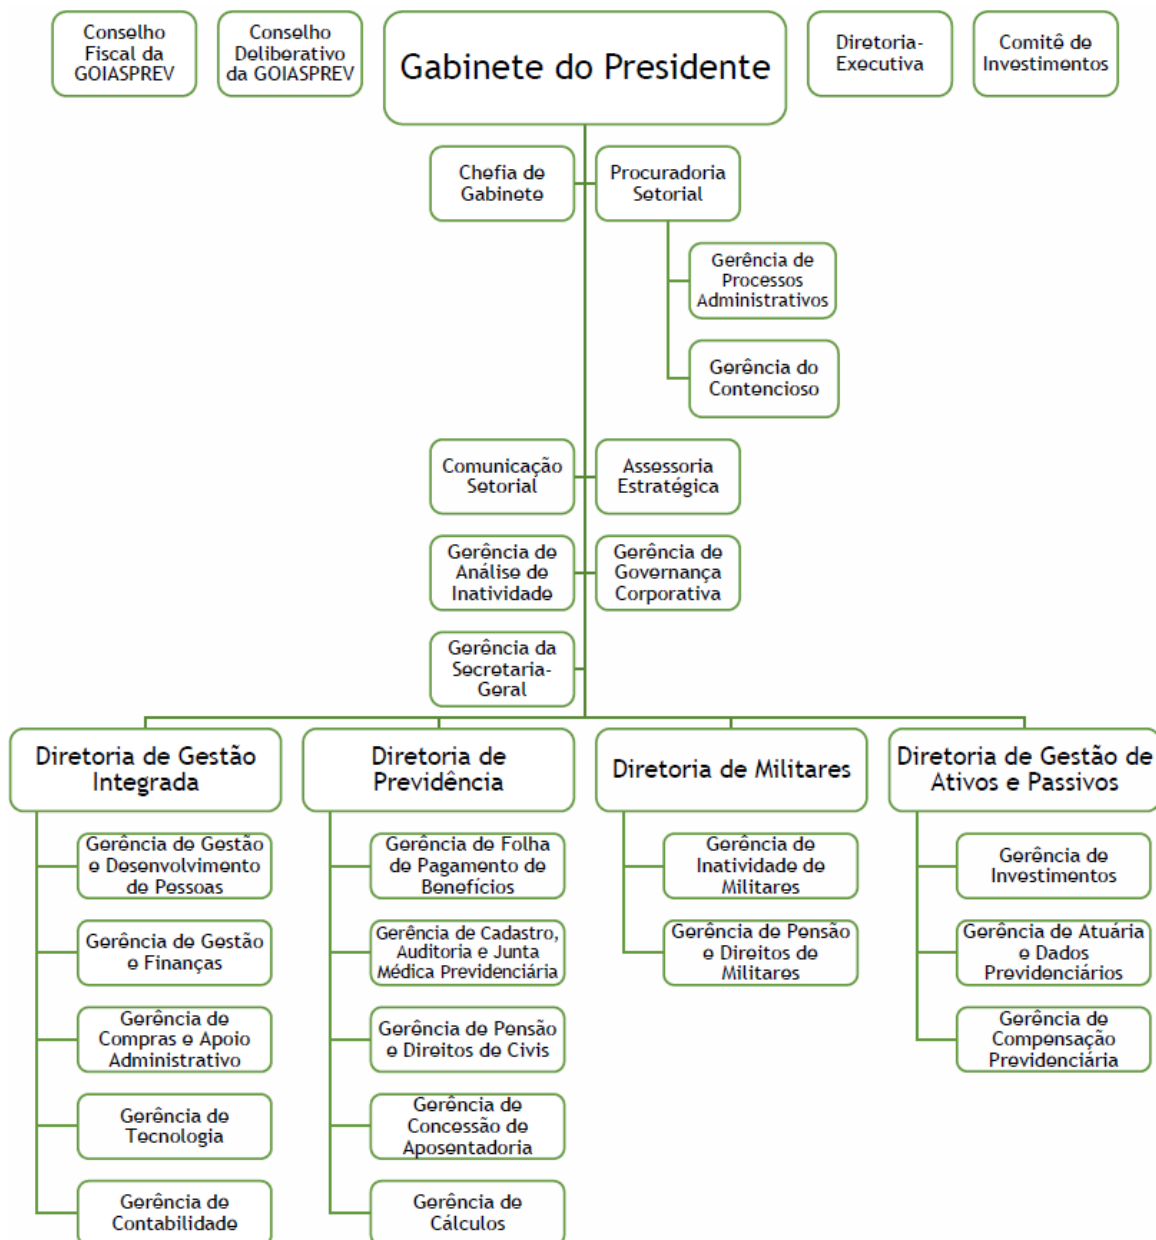 Conselho
Fiscal da
GOIASPREV
Conselho
Deliberativo
da GOIASPREV
Gabinete do Presidente
Diretoria-
Executiva
Comitê de
Investimentos
Chefia de
Gabinete
Procuradoria
Setorial
Gerência de
Processos
Administrativos
Gerência do
Contencioso
Comunicação
Setorial
Assessoria
Estratégica
Gerência de
Análise de
Inatividade
Gerência de
Governança
Corporativa
Gerência da
Secretaria-
Geral
Diretoria de Gestão
Integrada
Gerência de Gestão
e Desenvolvimento
de Pessoas
Gerência de Gestão
e Finanças
Gerência de
Compras e Apoio
Administrativo
Gerência de
Tecnologia
Gerência de
Contabilidade
Diretoria de
Previdência
Gerência de Folha
de Pagamento de
Benefícios
Gerência de Cadastro,
Auditoria e Junta
Médica Previdenciária
Gerência de Pensão
e Direitos de Civis
Gerência de
Concessão de
Aposentadoria
Gerência de
Cálculos
Diretoria de Militares
Gerência de
Inatividade de
Militares
Gerência de Pensão
e Direitos de
Militares
Diretoria de Gestão de
Ativos e Passivos
Gerência de
Investimentos
Gerência de Atuária
e Dados
Previdenciários
Gerência de
Compensação
Previdenciária